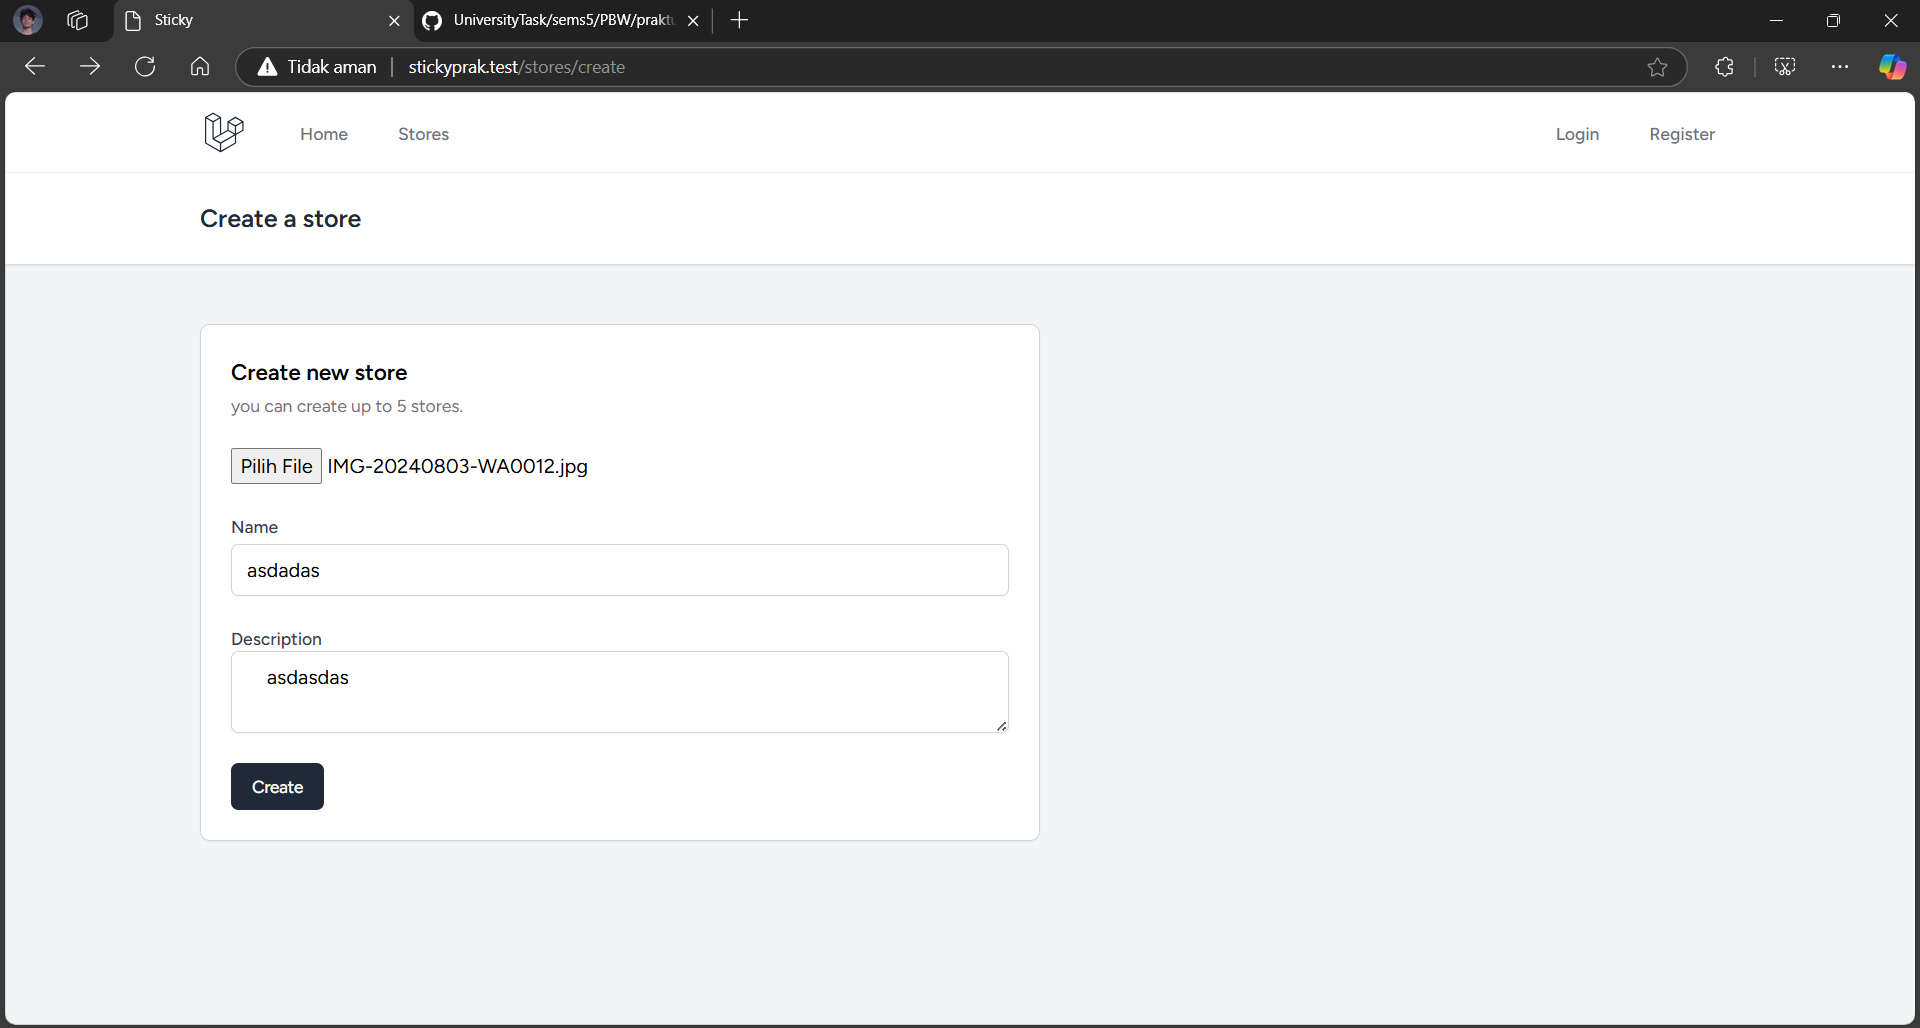 Sticky
UniversityTask/sems5/PBW/praktu
Tidak aman
stickyprak.test/stores/create
Home
Stores
Login
Register
Create a store
Create new store
you can create up to 5 stores.
Pilih File IMG-20240803-WA0012.jpg
Name
asdadas
Description
asdasdas
Create